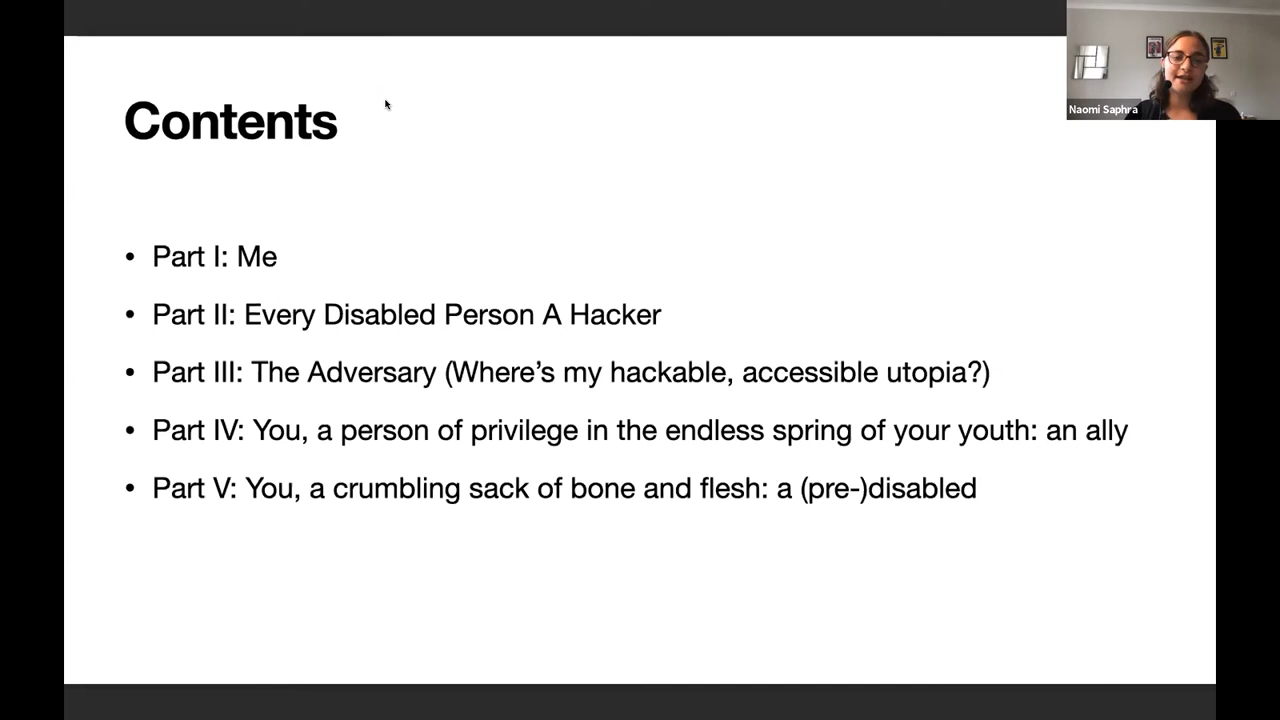 Contents
Naomi Saphra
• Part I: Me
• Part II: Every Disabled Person A Hacker
• Part III: The Adversary (Where’s my hackable, accessible utopia?)
• Part IV: You, a person of privilege in the endless spring of your youth: an ally
• Part V: You, a crumbling sack of bone and flesh: a (pre-)disabled